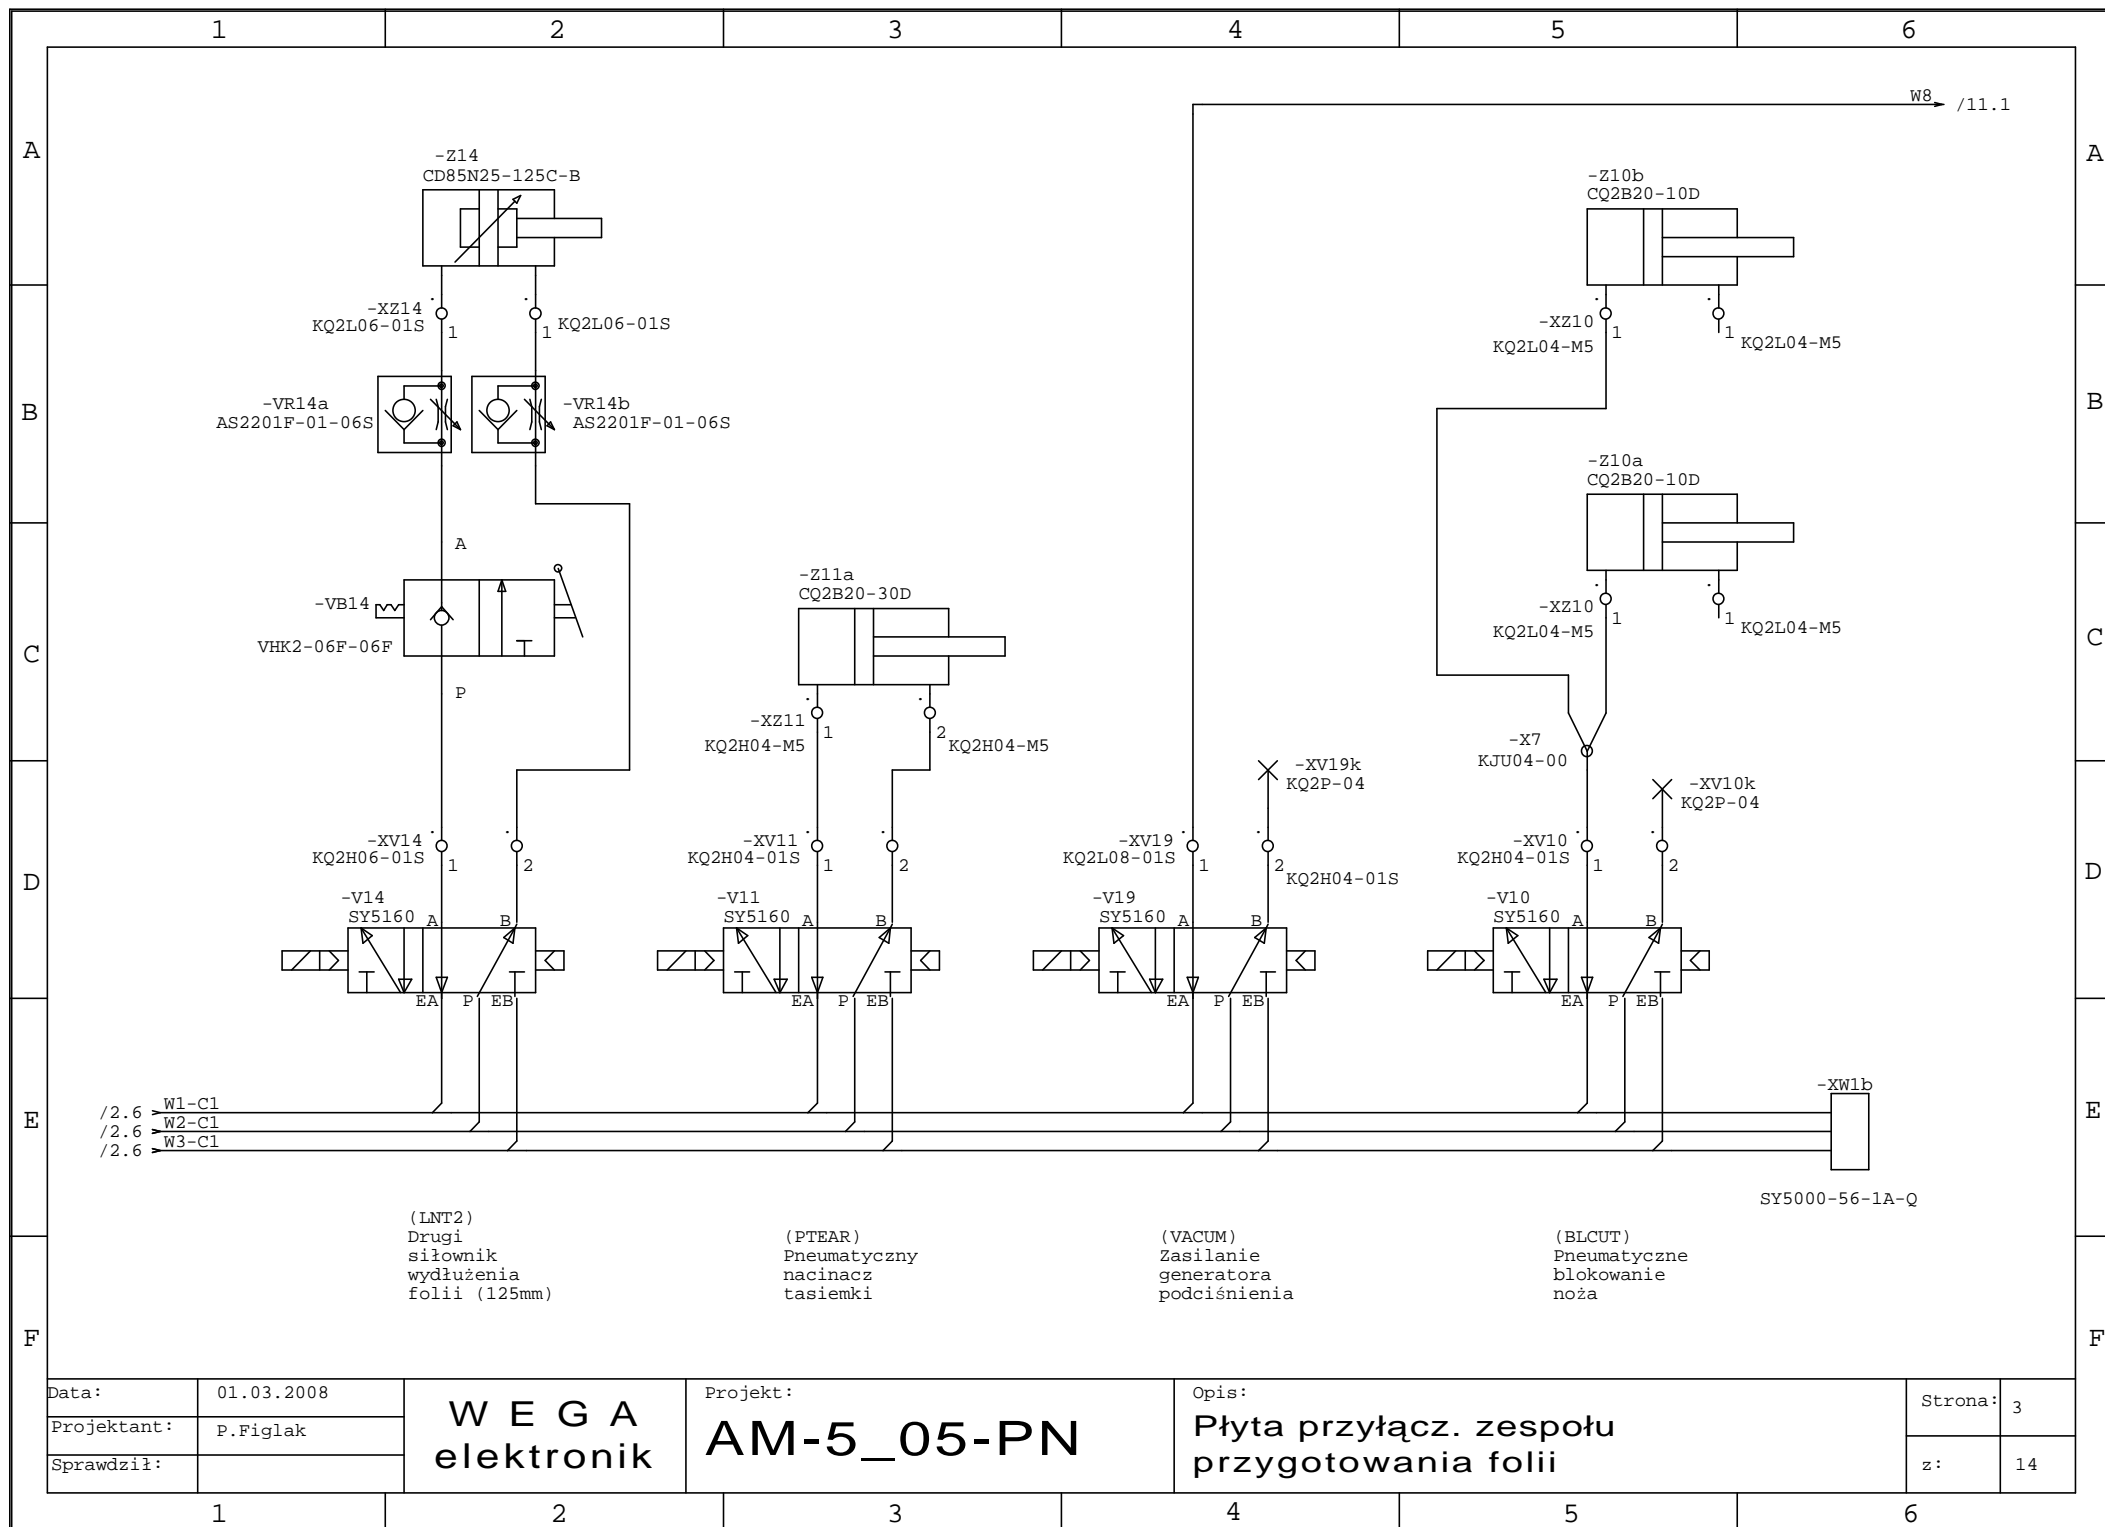 1 2 3 4 5 6
W8 /11.1
A A
-Z14
CD85N25-125C-B
-Z10b
CQ2B20-10D
-XZ14
KQ2L06-01S 1
1 KQ2L06-01S
-XZ10
KQ2L04-M5 1
1 KQ2L04-M5
B B
-VR14a
AS2201F-01-06S
-VR14b
AS2201F-01-06S
-Z10a
CQ2B20-10D
A
-VB14
VHK2-06F-06F
P
-Z11a
CQ2B20-30D
-XZ10
KQ2L04-M5 1
1 KQ2L04-M5
C C
-XZ11
KQ2H04-M5 1
2 KQ2H04-M5
-X7
KJU04-00
-XV19k
KQ2P-04
-XV10k
KQ2P-04
-XV14
KQ2H06-01S 1 2
-XV11
KQ2H04-01S 1 2
-XV19
KQ2L08-01S 1 2
KQ2H04-01S
-XV10
KQ2H04-01S 1 2
D D
-V14
SY5160 A B
EA P EB
-V11
SY5160 A B
EA P EB
-V19
SY5160 A B
EA P EB
-V10
SY5160 A B
EA P EB
-XW1b
/2.6 W1-C1
/2.6 W2-C1
/2.6 W3-C1
E E
SY5000-56-1A-Q
(LNT2)
Drugi
siłownik
wydłużenia
folii (125mm)
(PTEAR)
Pneumatyczny
nacinacz
tasiemki
(VACUM)
Zasilanie
generatora
podciśnienia
(BLCUT)
Pneumatyczne
blokowanie
noża
F F
Data: 01.03.2008
Projektant: P.Figlak
Sprawdził:
W E G A
elektronik
Projekt:
AM-5_05-PN
Opis:
Płyta przyłącz. zespołu
przygotowania folii
Strona: 3
z: 14
1 2 3 4 5 6